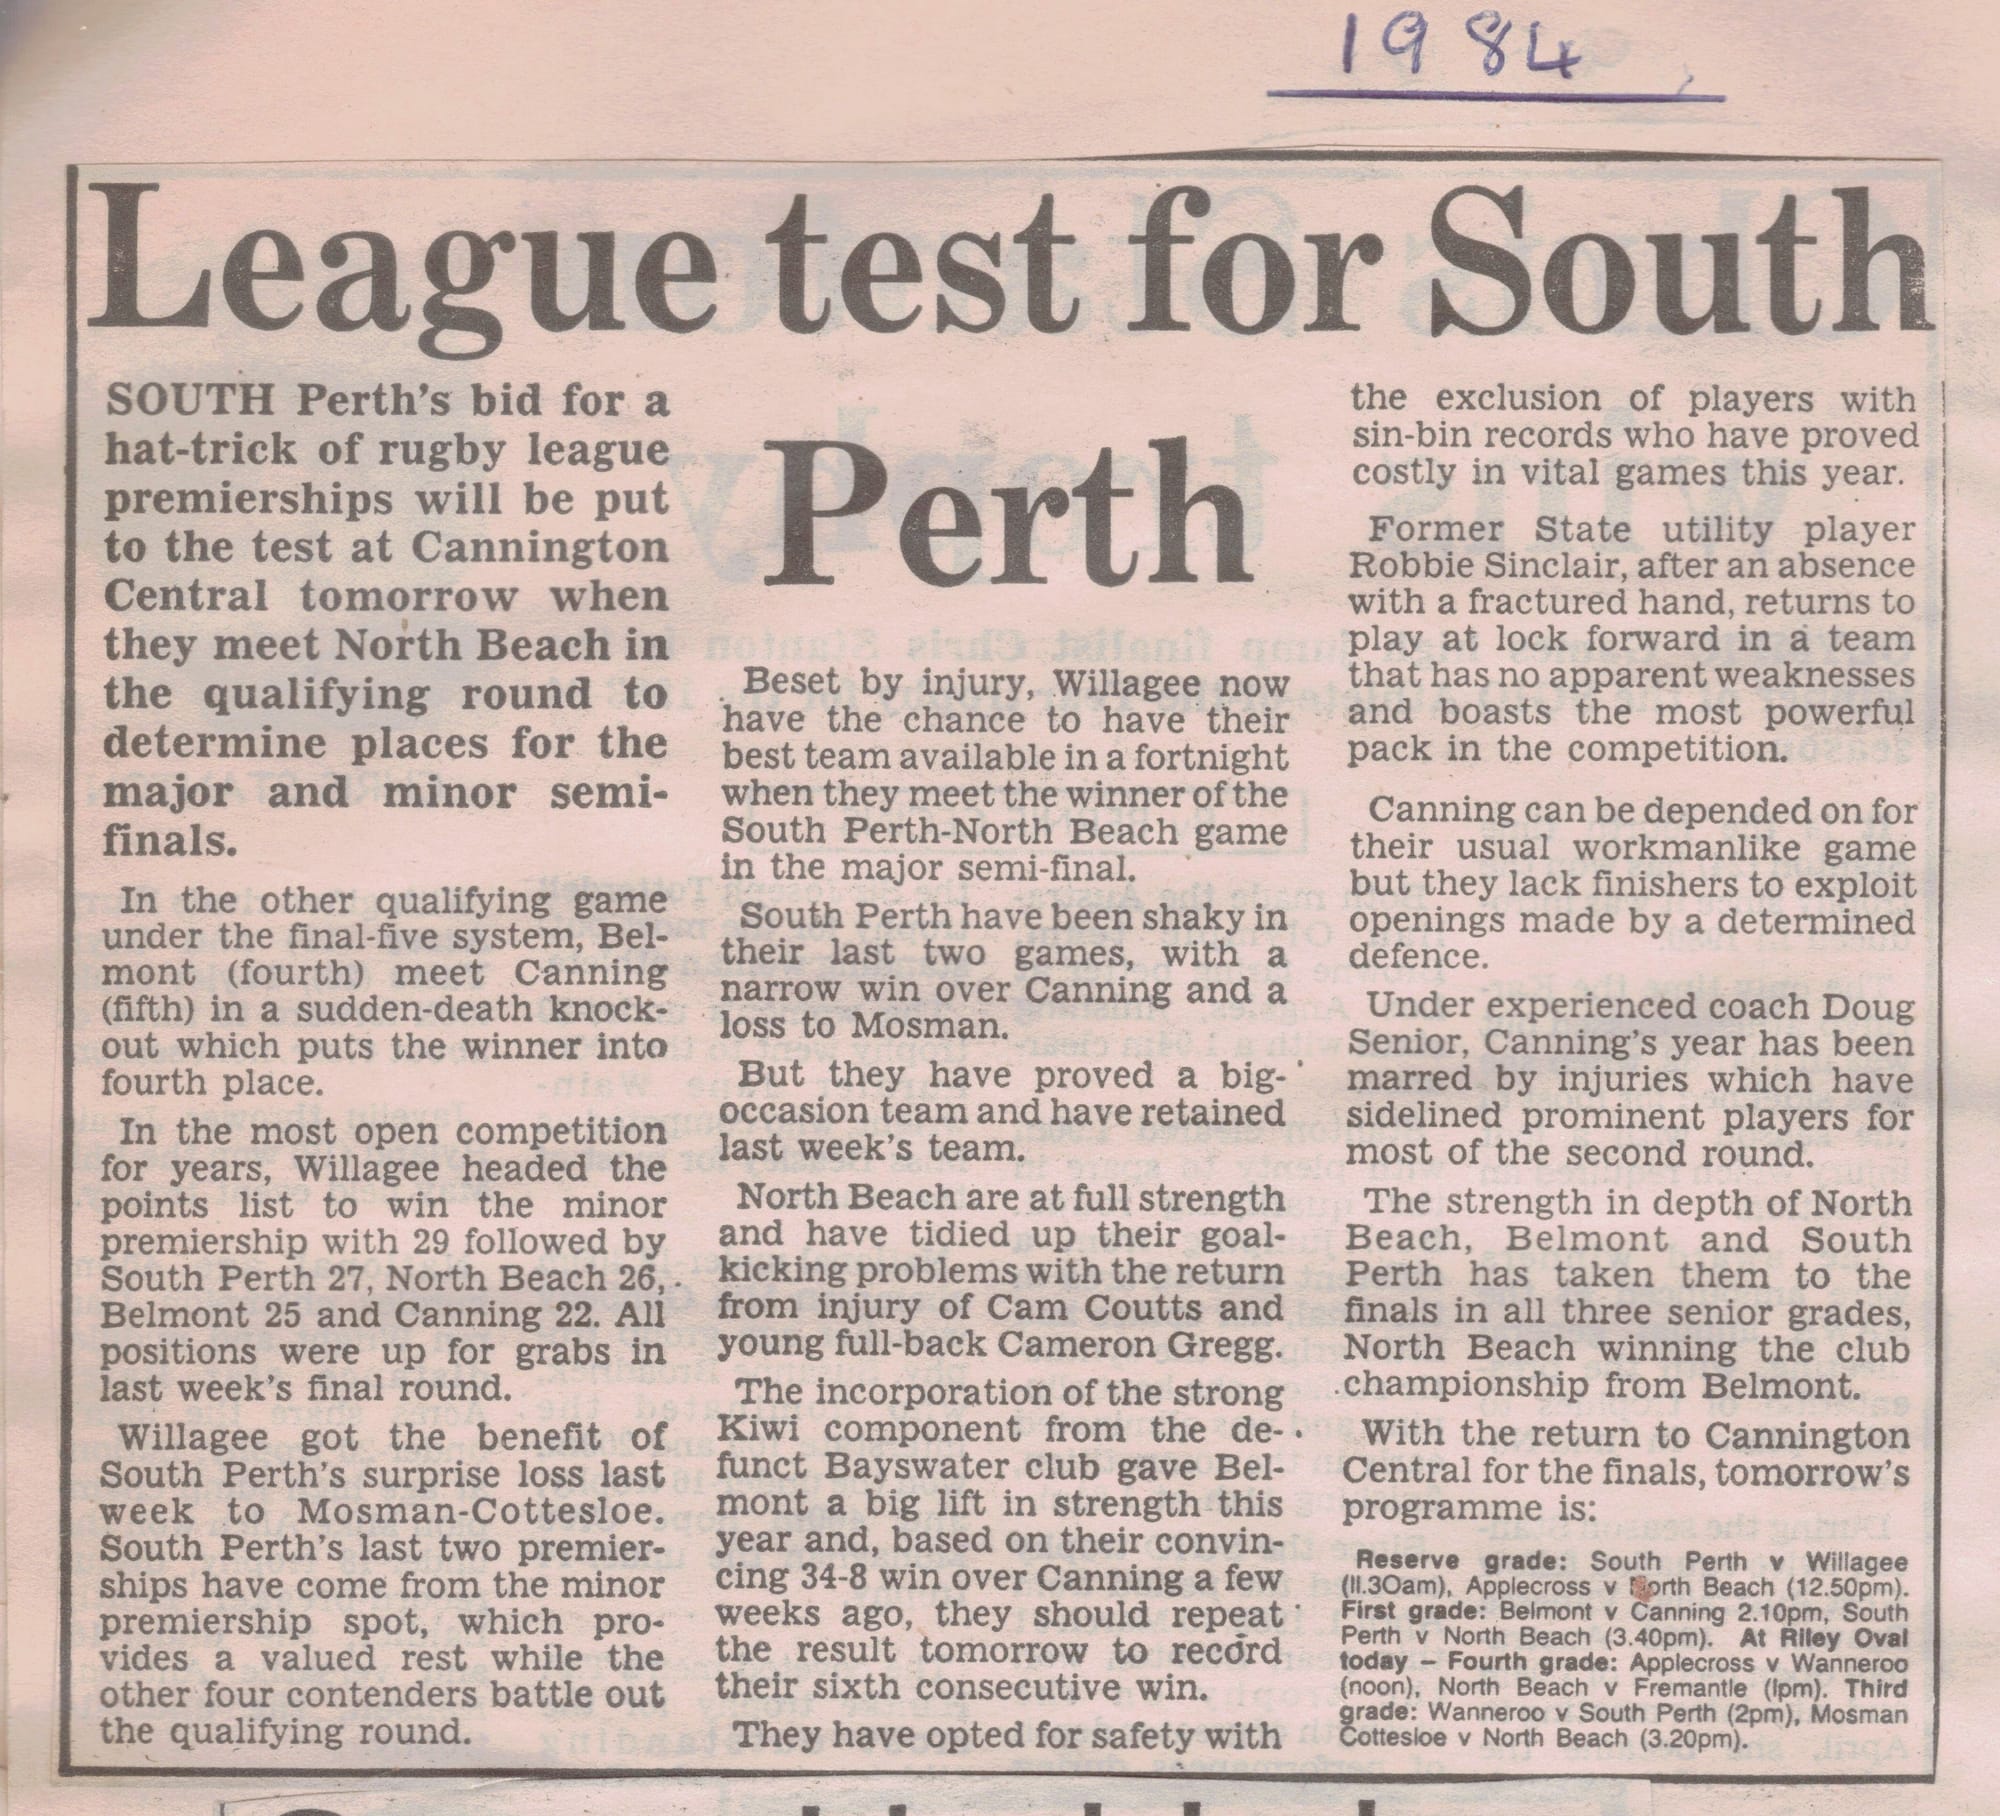 1984
League test for South
Perth
SOUTH Perth's bid for a
hat-trick of rugby league
premierships will be put
to the test at Cannington
Central tomorrow when
they meet North Beach in
the qualifying round to
determine places for the
major and minor semi-
finals.
In the other qualifying game
under the final-five system, Bel-
mont (fourth) meet Canning
(fifth) in a sudden-death knock-
out which puts the winner into
fourth place.
In the most open competition
for years, Willagee headed the
points list to win the minor
premiership with 29 followed by
South Perth 27, North Beach 26,
Belmont 25 and Canning 22. All
positions were up for grabs in
last week's final round.
Willagee got the benefit of
South Perth's surprise loss last
week to Mosman-Cottesloe.
South Perth's last two premier-
ships have come from the minor
premiership spot, which pro-
vides a valued rest while the
other four contenders battle out
the qualifying round.
Beset by injury, Willagee now
have the chance to have their
best team available in a fortnight
when they meet the winner of the
South Perth-North Beach game
in the major semi-final.
South Perth have been shaky in
their last two games, with a
narrow win over Canning and a
loss to Mosman.
But they have proved a big-
occasion team and have retained
last week's team.
North Beach are at full strength
and have tidied up their goal-
kicking problems with the return
from injury of Cam Coutts and
young full-back Cameron Gregg.
The incorporation of the strong
Kiwi component from the de-
funct Bayswater club gave Bel-
mont a big lift in strength this
year and, based on their convin-
cing 34-8 win over Canning a few
weeks ago, they should repeat
the result tomorrow to record
their sixth consecutive win.
They have opted for safety with
the exclusion of players with
sin-bin records who have proved
costly in vital games this year.
Former State utility player
Robbie Sinclair, after an absence
with a fractured hand, returns to
play at lock forward in a team
that has no apparent weaknesses
and boasts the most powerful
pack in the competition.
Canning can be depended on for
their usual workmanlike game
but they lack finishers to exploit
openings made by a determined
defence.
Under experienced coach Doug
Senior, Canning's year has been
marred by injuries which have
sidelined prominent players for
most of the second round.
The strength in depth of North
Beach, Belmont and South
Perth has taken them to the
finals in all three senior grades,
North Beach winning the club
championship from Belmont.
With the return to Cannington
Central for the finals, tomorrow's
programme is:
Reserve grade: South Perth v Willagee
(11.30am), Applecross v North Beach (12.50pm).
First grade: Belmont v Canning 2.10pm, South
Perth v North Beach (3.40pm). At Riley Oval
today — Fourth grade: Applecross v Wanneroo
(noon), North Beach v Fremantle (1pm). Third
grade: Wanneroo v South Perth (2pm), Mosman
Cottesloe v North Beach (3.20pm).